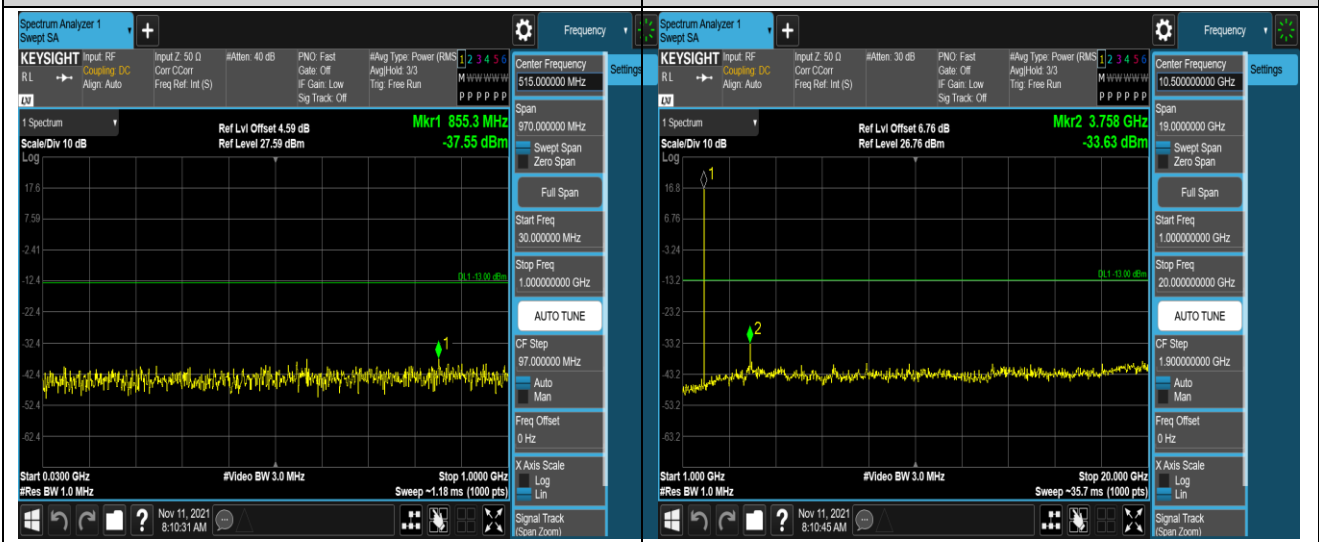 Spectrum Analyzer 1
Swept SA
+
Frequency
KEYSIGHT
Input: RF
Coupling: DC
Align: Auto
Input Z: 50 Ω
Corr CCorr
Freq Ref: Int (S)
#Atten: 40 dB
PNO: Fast
Gate: Off
IF Gain: Low
Sig Track: Off
#Avg Type: Power (RMS
Avg|Hold: 3/3
Trig: Free Run
1 2 3 4 5 6
M W W W W W
P P P P P P
RL
LXI
Center Frequency
515.000000 MHz
Settings
1 Spectrum
Scale/Div 10 dB
Ref Lvl Offset 4.59 dB
Ref Level 27.59 dBm
Mkr1 855.3 MHz
-37.55 dBm
Span
970.000000 MHz
Swept Span
Zero Span
Full Span
Start Freq
30.000000 MHz
Stop Freq
1.000000000 GHz
AUTO TUNE
CF Step
97.000000 MHz
Auto
Man
Freq Offset
0 Hz
X Axis Scale
Log
Lin
Signal Track
(Span Zoom)
Log
17.6
7.59
-2.41
-12.4
-22.4
-32.4
-42.4
-52.4
-62.4
DL1 -13.00 dBm
1
Start 0.0300 GHz
#Res BW 1.0 MHz
#Video BW 3.0 MHz
Stop 1.0000 GHz
Sweep ~1.18 ms (1000 pts)
?
Nov 11, 2021
8:10:31 AM
Spectrum Analyzer 1
Swept SA
+
Frequency
KEYSIGHT
Input: RF
Coupling: DC
Align: Auto
Input Z: 50 Ω
Corr CCorr
Freq Ref: Int (S)
#Atten: 30 dB
PNO: Fast
Gate: Off
IF Gain: Low
Sig Track: Off
#Avg Type: Power (RMS
Avg|Hold: 3/3
Trig: Free Run
1 2 3 4 5 6
M W W W W W
P P P P P P
RL
LXI
Center Frequency
10.500000000 GHz
Settings
1 Spectrum
Scale/Div 10 dB
Ref Lvl Offset 6.76 dB
Ref Level 26.76 dBm
Mkr2 3.758 GHz
-33.63 dBm
Span
19.0000000 GHz
Swept Span
Zero Span
Full Span
Start Freq
1.000000000 GHz
Stop Freq
20.000000000 GHz
AUTO TUNE
CF Step
1.900000000 GHz
Auto
Man
Freq Offset
0 Hz
X Axis Scale
Log
Lin
Signal Track
(Span Zoom)
Log
16.8
6.76
-3.24
-13.2
-23.2
-33.2
-43.2
-53.2
-63.2
DL1 -13.00 dBm
1
2
Start 1.000 GHz
#Res BW 1.0 MHz
#Video BW 3.0 MHz
Stop 20.000 GHz
Sweep ~35.7 ms (1000 pts)
?
Nov 11, 2021
8:10:45 AM